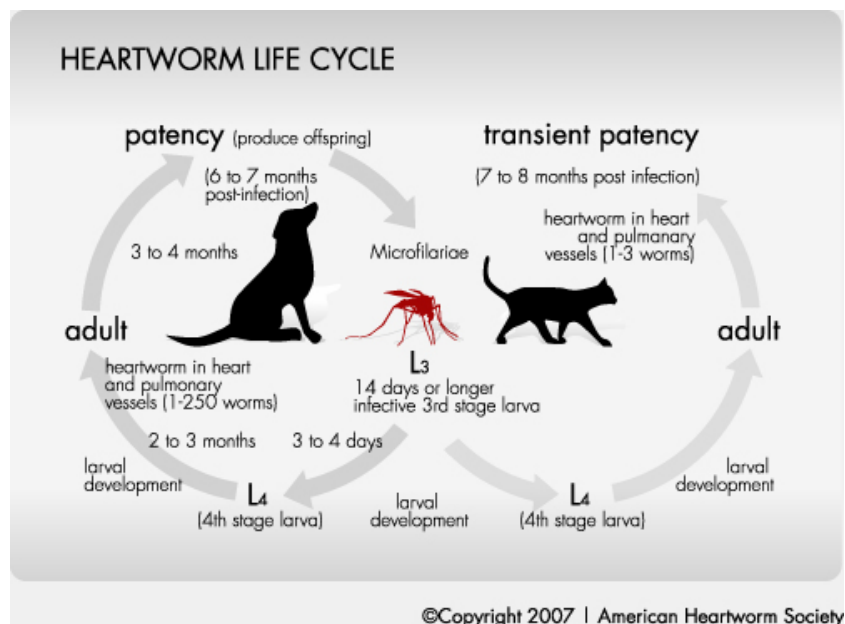 HEARTWORM LIFE CYCLE
patency (produce offspring)
(6 to 7 months
post-infection)
3 to 4 months
Microfilariae
transient patency
(7 to 8 months post infection)
heartworm in heart
and pulmanary
vessels (1-3 worms)
adult
adult
heartworm in heart
and pulmonary
vessels (1-250 worms)
L3
14 days or longer
infective 3rd stage larva
2 to 3 months
3 to 4 days
larval
development
L4
(4th stage larva)
larval
development
L4
(4th stage larva)
larval
development
©Copyright 2007 | American Heartworm Society